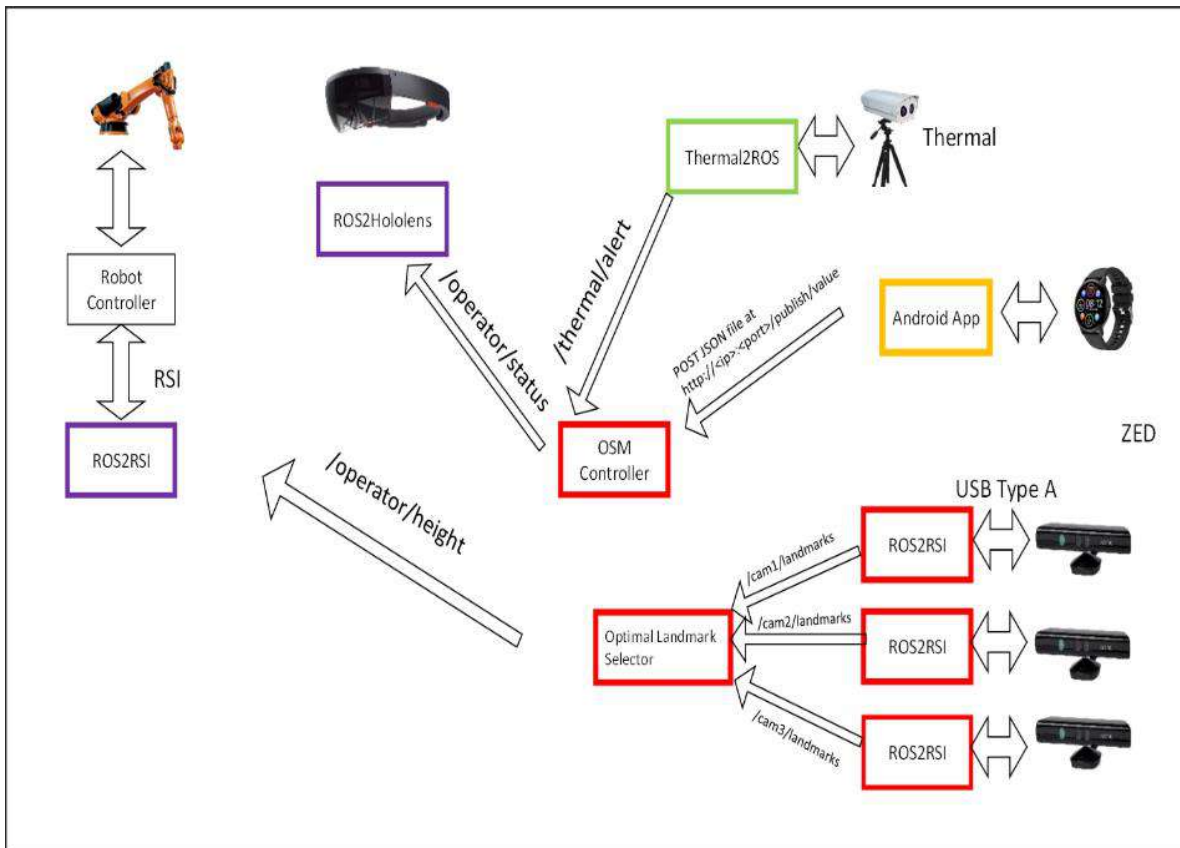 Thermal2ROS
Thermal
ROS2Hololens
/thermal/alert
/operator/status
Robot
Controller
POST JSON file at
http://<ip>:<port>/publish/value
Android App
RSI
ROS2RSI
OSM
Controller
ZED
/operator/height
USB Type A
/cam1/landmarks
ROS2RSI
Optimal Landmark
Selector
/cam2/landmarks
ROS2RSI
/cam3/landmarks
ROS2RSI